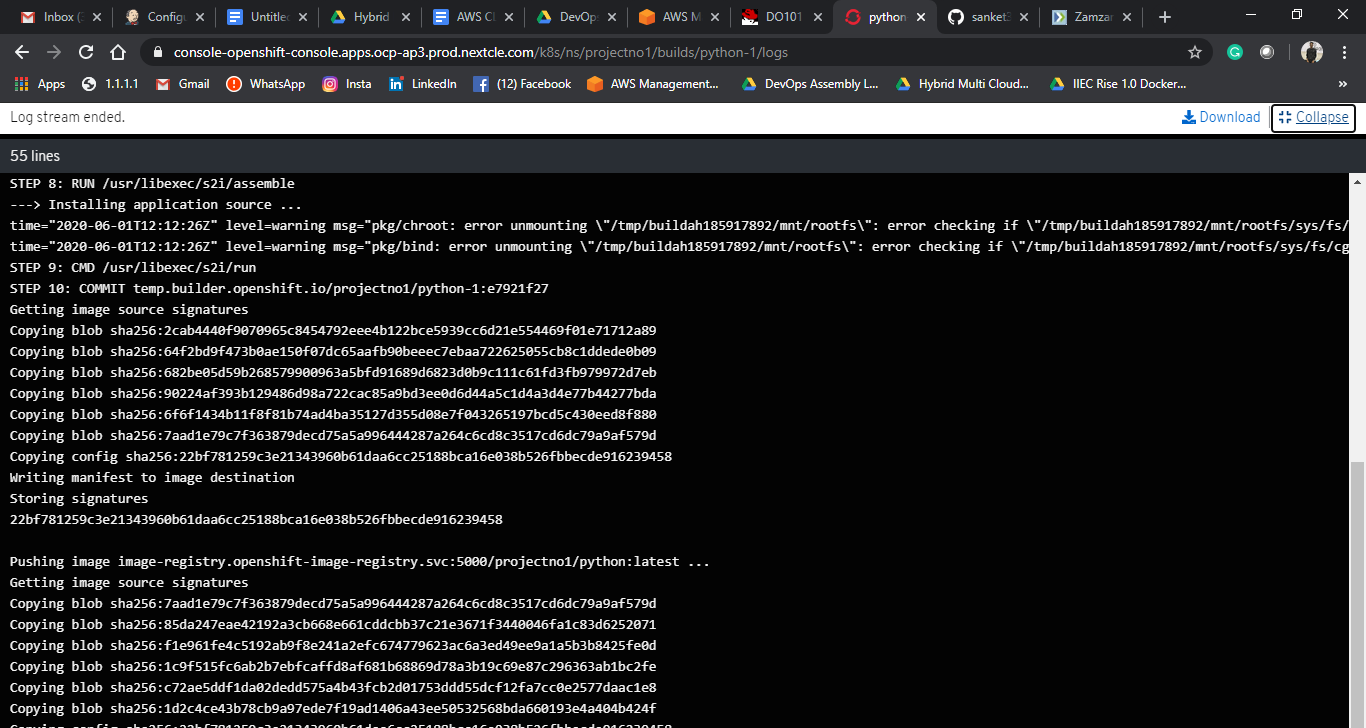 Inbox (
Config
Untitle
Hybrid
AWS Cl
DevOp
AWS M
DO101
python
sanket
Zamzar
console-openshift-console.apps.ocp-ap3.prod.nextcle.com/k8s/ns/projectno1/builds/python-1/logs
Apps
1.1.1.1
Gmail
WhatsApp
Insta
LinkedIn
(12) Facebook
AWS Management...
DevOps Assembly L...
Hybrid Multi Cloud...
IIEC Rise 1.0 Docker...
»
Log stream ended.
Download
Collapse
55 lines
STEP 8: RUN /usr/libexec/s2i/assemble
---> Installing application source ...
time="2020-06-01T12:12:26Z" level=warning msg="pkg/chroot: error unmounting \"/tmp/buildah185917892/mnt/rootfs\": error checking if \"/tmp/buildah185917892/mnt/rootfs/sys/fs/
time="2020-06-01T12:12:26Z" level=warning msg="pkg/bind: error unmounting \"/tmp/buildah185917892/mnt/rootfs\": error checking if \"/tmp/buildah185917892/mnt/rootfs/sys/fs/cg
STEP 9: CMD /usr/libexec/s2i/run
STEP 10: COMMIT temp.builder.openshift.io/projectno1/python-1:e7921f27
Getting image source signatures
Copying blob sha256:2cab4440f9070965c8454792eee4b122bce5939cc6d21e554469f01e71712a89
Copying blob sha256:64f2bd9f473b0ae150f07dc65aafb90beeec7ebaa722625055cb8c1ddede0b09
Copying blob sha256:682be05d59b268579900963a5bfd91689d6823d0b9c111c61fd3fb979972d7eb
Copying blob sha256:90224af393b129486d98a722cac85a9bd3ee0d6d44a5c1d4a3d4e77b44277bda
Copying blob sha256:6f6f1434b11f8f81b74ad4ba35127d355d08e7f043265197bcd5c430eed8f880
Copying blob sha256:7aad1e79c7f363879decd75a5a996444287a264c6cd8c3517cd6dc79a9af579d
Copying config sha256:22bf781259c3e21343960b61daa6cc25188bca16e038b526fbbecde916239458
Writing manifest to image destination
Storing signatures
22bf781259c3e21343960b61daa6cc25188bca16e038b526fbbecde916239458
Pushing image image-registry.openshift-image-registry.svc:5000/projectno1/python:latest ...
Getting image source signatures
Copying blob sha256:7aad1e79c7f363879decd75a5a996444287a264c6cd8c3517cd6dc79a9af579d
Copying blob sha256:85da247eae42192a3cb668e661cddcbb37c21e3671f3440046fa1c83d6252071
Copying blob sha256:f1e961fe4c5192ab9f8e241a2efc674779623ac6a3ed49ee9a1a5b3b8425fe0d
Copying blob sha256:1c9f515fc6ab2b7ebfcaffd8af681b68869d78a3b19c69e87c296363ab1bc2fe
Copying blob sha256:c72ae5ddf1da02dedd575a4b43fcb2d01753ddd55dcf12fa7cc0e2577daac1e8
Copying blob sha256:1d2c4ce43b78cb9a97ede7f19ad1406a43ee50532568bda660193e4a404b424f
Copying config sha256:22bf781259c3e21343960b61daa6cc25188bca16e038b526fbbecde916239458